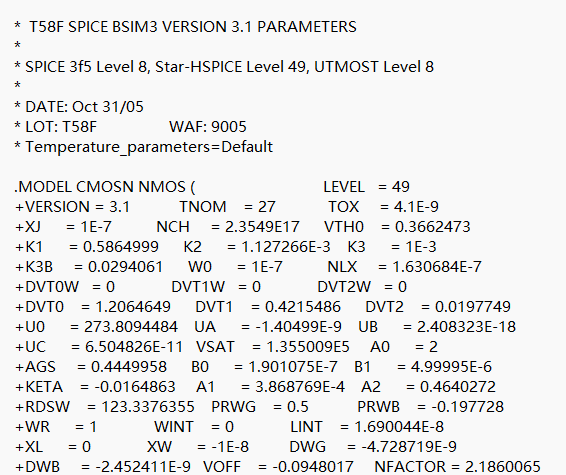 * T58F SPICE BSIM3 VERSION 3.1 PARAMETERS
*
* SPICE 3f5 Level 8, Star-HSPICE Level 49, UTMOST Level 8
*
* DATE: Oct 31/05
* LOT: T58F WAF: 9005
* Temperature_parameters=Default
.MODEL CMOSN NMOS ( LEVEL = 49
+VERSION = 3.1 TNOM = 27 TOX = 4.1E-9
+XJ = 1E-7 NCH = 2.3549E17 VTH0 = 0.3662473
+K1 = 0.5864999 K2 = 1.127266E-3 K3 = 1E-3
+K3B = 0.0294061 W0 = 1E-7 NLX = 1.630684E-7
+DVT0W = 0 DVT1W = 0 DVT2W = 0
+DVT0 = 1.2064649 DVT1 = 0.4215486 DVT2 = 0.0197749
+U0 = 273.8094484 UA = -1.40499E-9 UB = 2.408323E-18
+UC = 6.504826E-11 VSAT = 1.355009E5 A0 = 2
+AGS = 0.4449958 B0 = 1.901075E-7 B1 = 4.99995E-6
+KETA = -0.0164863 A1 = 3.868769E-4 A2 = 0.4640272
+RDSW = 123.3376355 PRWG = 0.5 PRWB = -0.197728
+WR = 1 WINT = 0 LINT = 1.690044E-8
+XL = 0 XW = -1E-8 DWG = -4.728719E-9
+DWB = -2.452411E-9 VOFF = -0.0948017 NFACTOR = 2.1860065